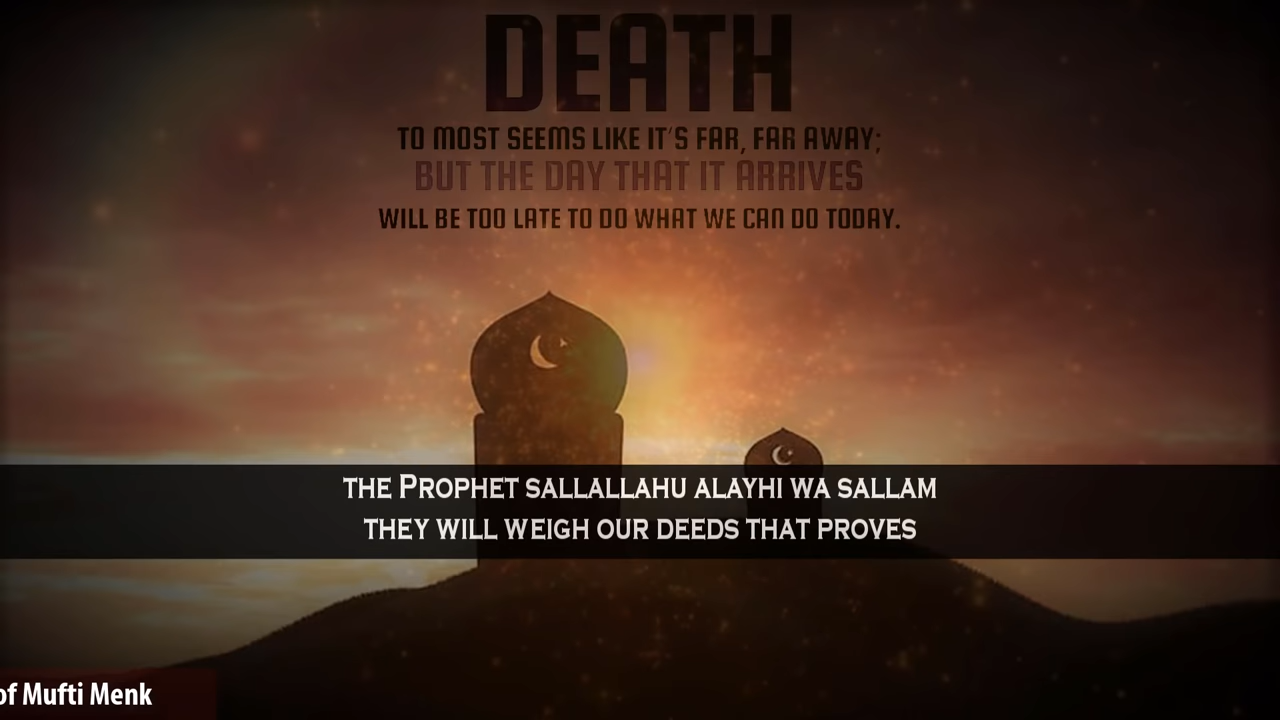 DEATH
TO MOST SEEMS LIKE IT'S FAR, FAR AWAY;
BUT THE DAY THAT IT ARRIVES
WILL BE TOO LATE TO DO WHAT WE CAN DO TODAY.
THE PROPHET SALLALLAHU ALAYHI WA SALLAM
THEY WILL WEIGH OUR DEEDS THAT PROVES
of Mufti Menk